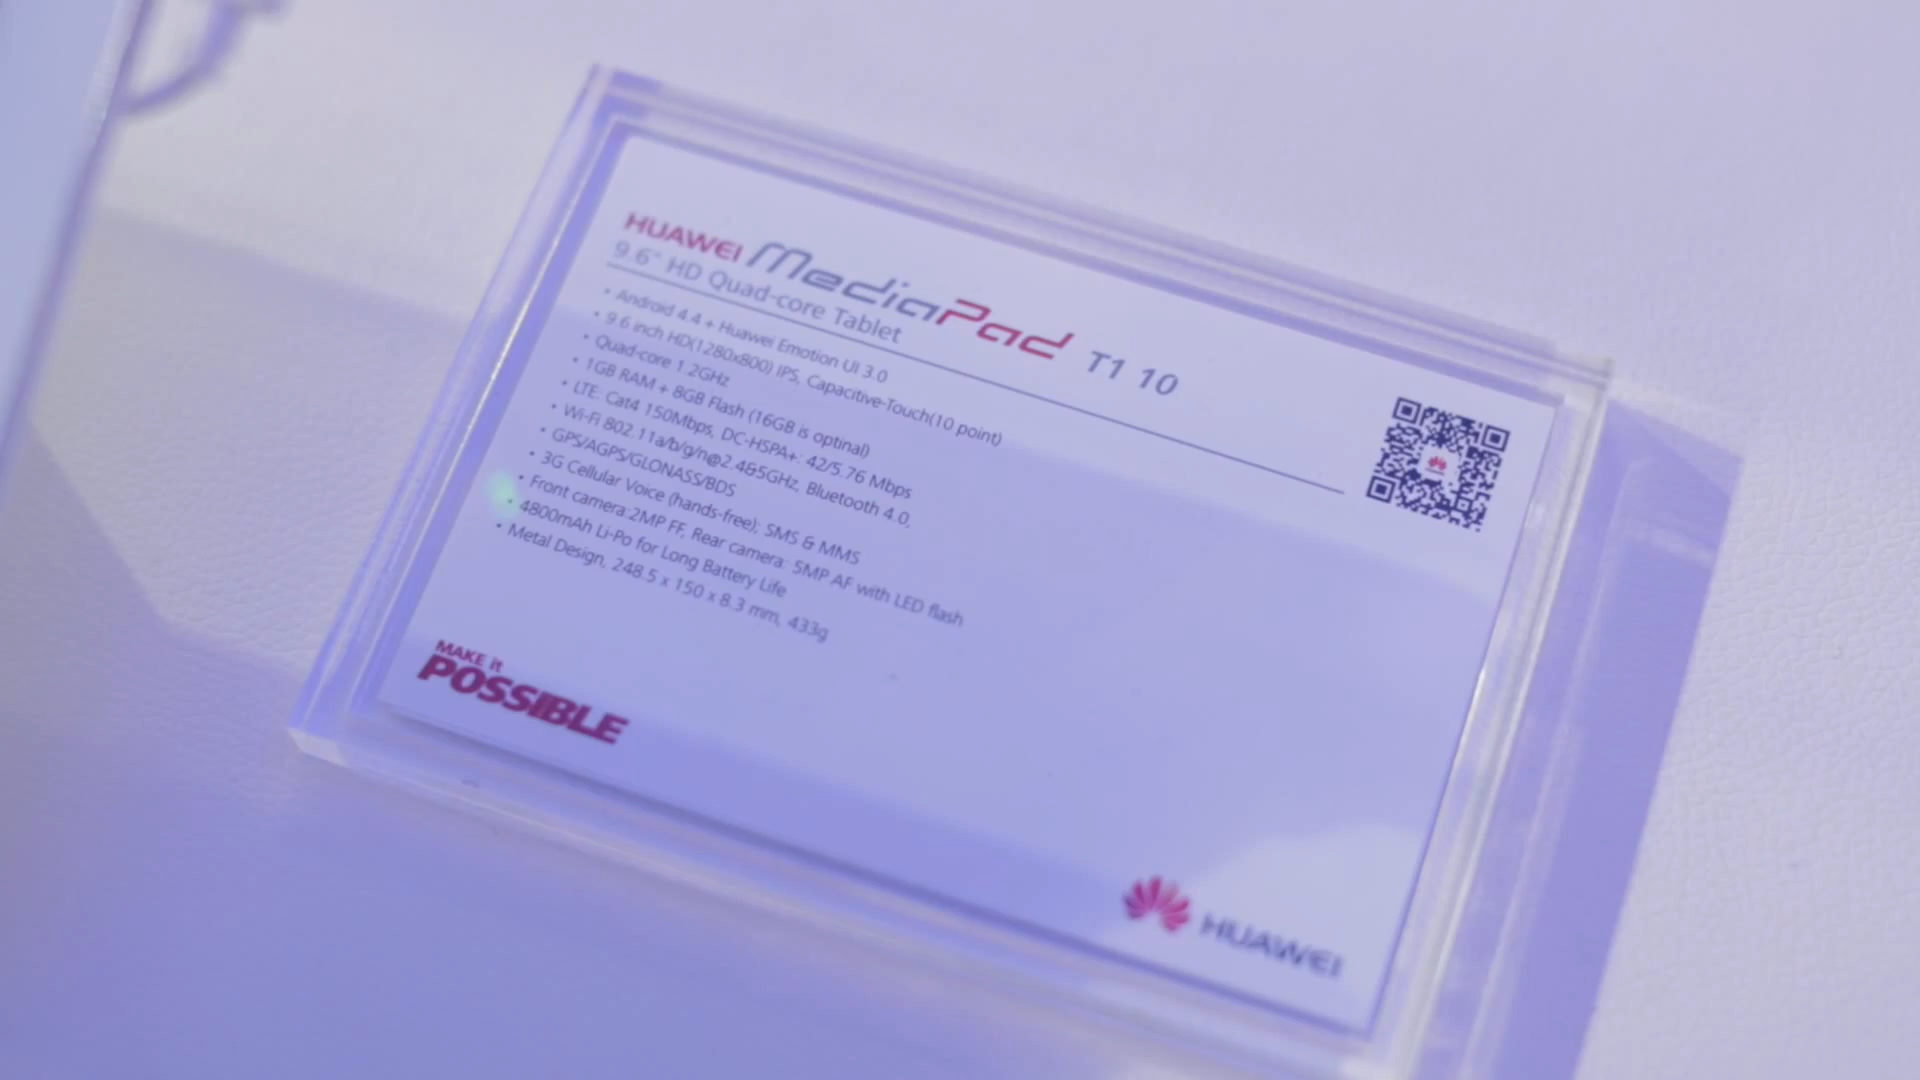 HUAWEI MediaPad T1 10
9.6" HD Quad-core Tablet
• Android 4.4 + Huawei Emotion UI 3.0
• 9.6 inch HD(1280x800) IPS, Capacitive-Touch(10 point)
• Quad-core 1.2GHz
• 1GB RAM + 8GB Flash (16GB is optinal)
• LTE: Cat4 150Mbps, DC-HSPA+: 42/5.76 Mbps
• Wi-Fi 802.11a/b/g/n@2.4&5GHz, Bluetooth 4.0,
• GPS/AGPS/GLONASS/BDS
• 3G Cellular Voice (hands-free); SMS & MMS
• Front camera:2MP FF, Rear camera: 5MP AF with LED flash
• 4800mAh Li-Po for Long Battery Life
• Metal Design, 248.5 x 150 x 8.3 mm, 433g
MAKE it
POSSIBLE
HUAWEI